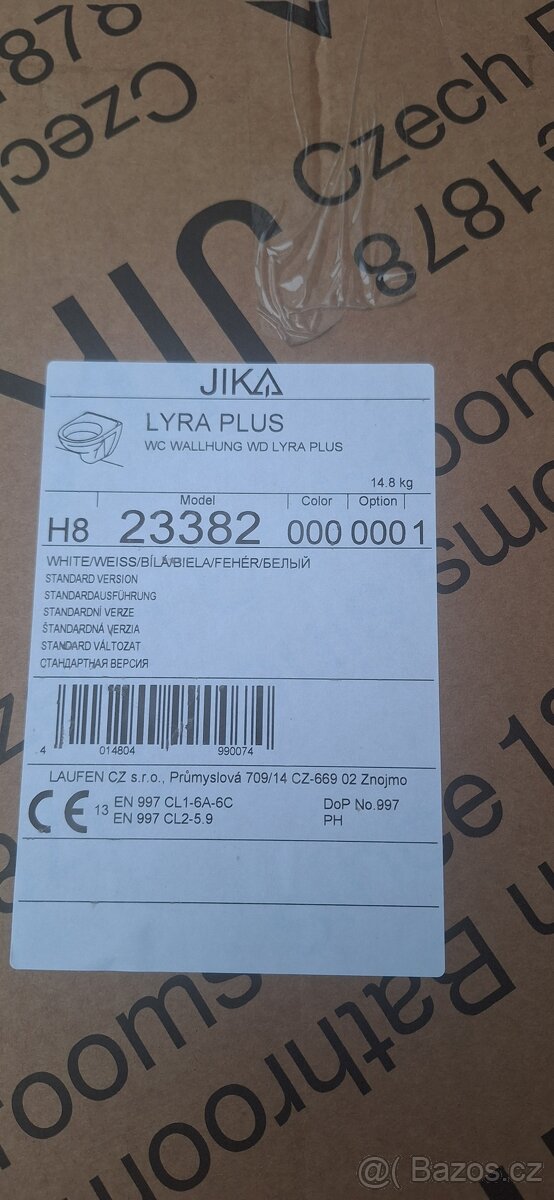 1878
Czech
Czech
1878
JIKA
LYRA PLUS
WC WALLHUNG WD LYRA PLUS
14.8 kg
Model Color Option
H8 23382 000 0001
WHITE/WEISS/BÍLÁ/BIELA/FEHÉR/БЕЛЫЙ
STANDARD VERSION
STANDARDAUSFÜHRUNG
STANDARDNÍ VERZE
ŠTANDARDNÁ VERZIA
STANDARD VÁLTOZAT
СТАНДАРТНАЯ ВЕРСИЯ
4 014804 990074
LAUFEN CZ s.r.o., Průmyslová 709/14 CZ-669 02 Znojmo
CE 13 EN 997 CL1-6A-6C DoP No.997
EN 997 CL2-5.9 PH
Bathrooms
Bazos.cz